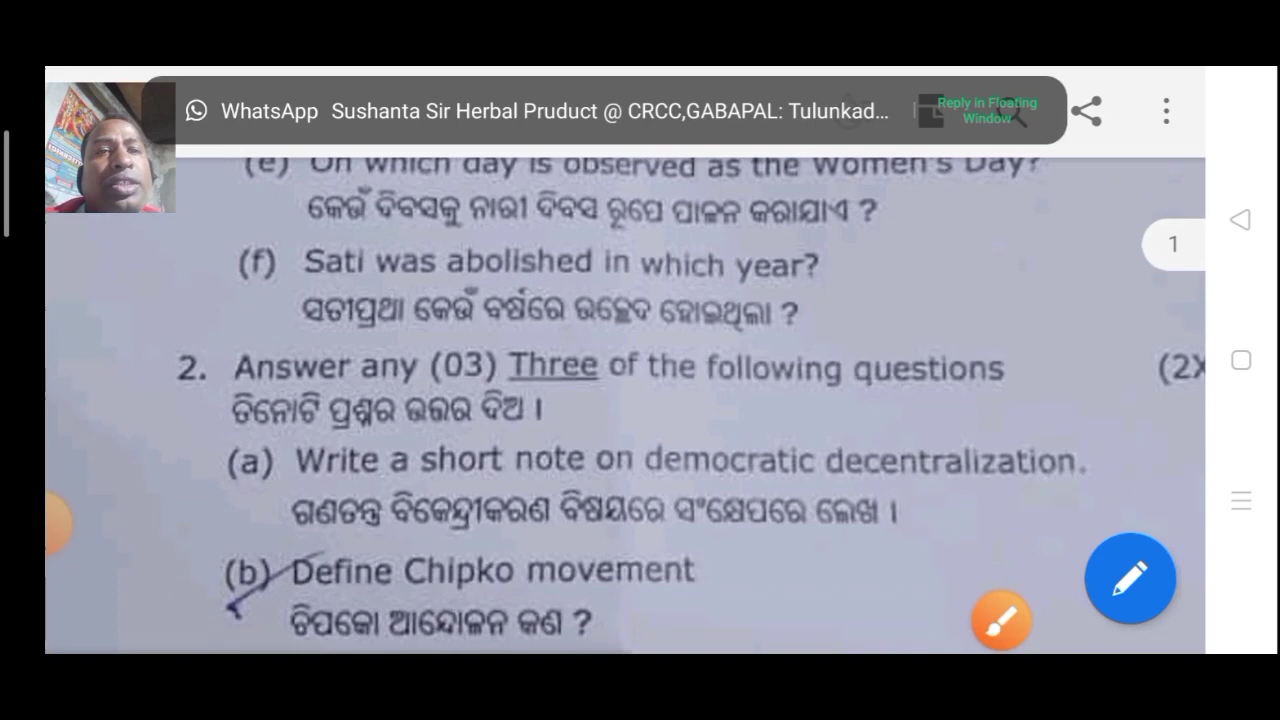 WhatsApp Sushanta Sir Herbal Pruduct @ CRCC,GABAPAL: Tulunkad...
Reply in Floating
Window
(e) On which day is observed as the Women's Day?
କେଉଁ ଦିବସକୁ ନାରୀ ଦିବସ ରୂପେ ପାଳନ କରାଯାଏ ?
1
(f) Sati was abolished in which year?
ସତୀପ୍ରଥା କେଉଁ ବର୍ଷରେ ଉଚ୍ଛେଦ ହୋଇଥିଲା ?
2. Answer any (03) Three of the following questions (2X
ତିନୋଟି ପ୍ରଶ୍ନର ଉତ୍ତର ଦିଅ ।
(a) Write a short note on democratic decentralization.
ଗଣତନ୍ତ୍ର ବିକେନ୍ଦ୍ରୀକରଣ ବିଷୟରେ ସଂକ୍ଷେପରେ ଲେଖ ।
(b) Define Chipko movement
ଚିପକୋ ଆନ୍ଦୋଳନ କଣ ?